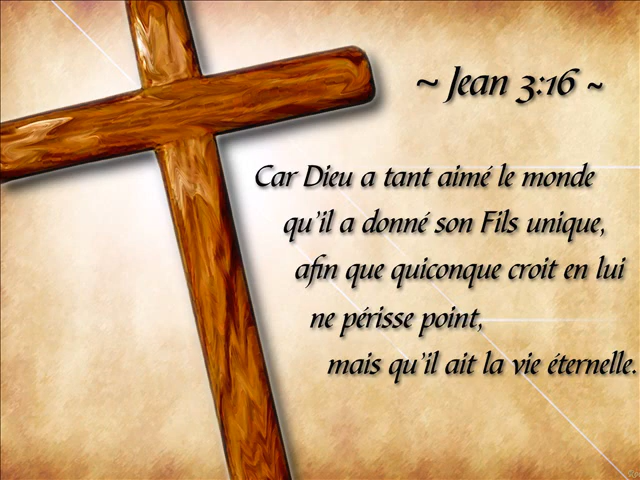 ~ Jean 3:16 ~
Car Dieu a tant aimé le monde
qu'il a donné son Fils unique,
afin que quiconque croit en lui
ne périsse point,
mais qu'il ait la vie éternelle.